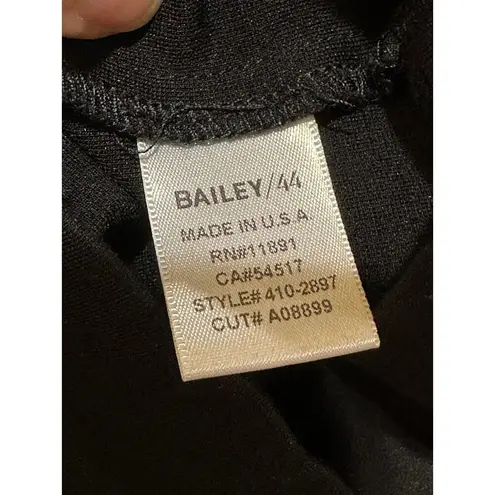 BAILEY/44
MADE IN U.S.A
RN#11891
CA#54517
STYLE# 410-2897
CUT# A08899